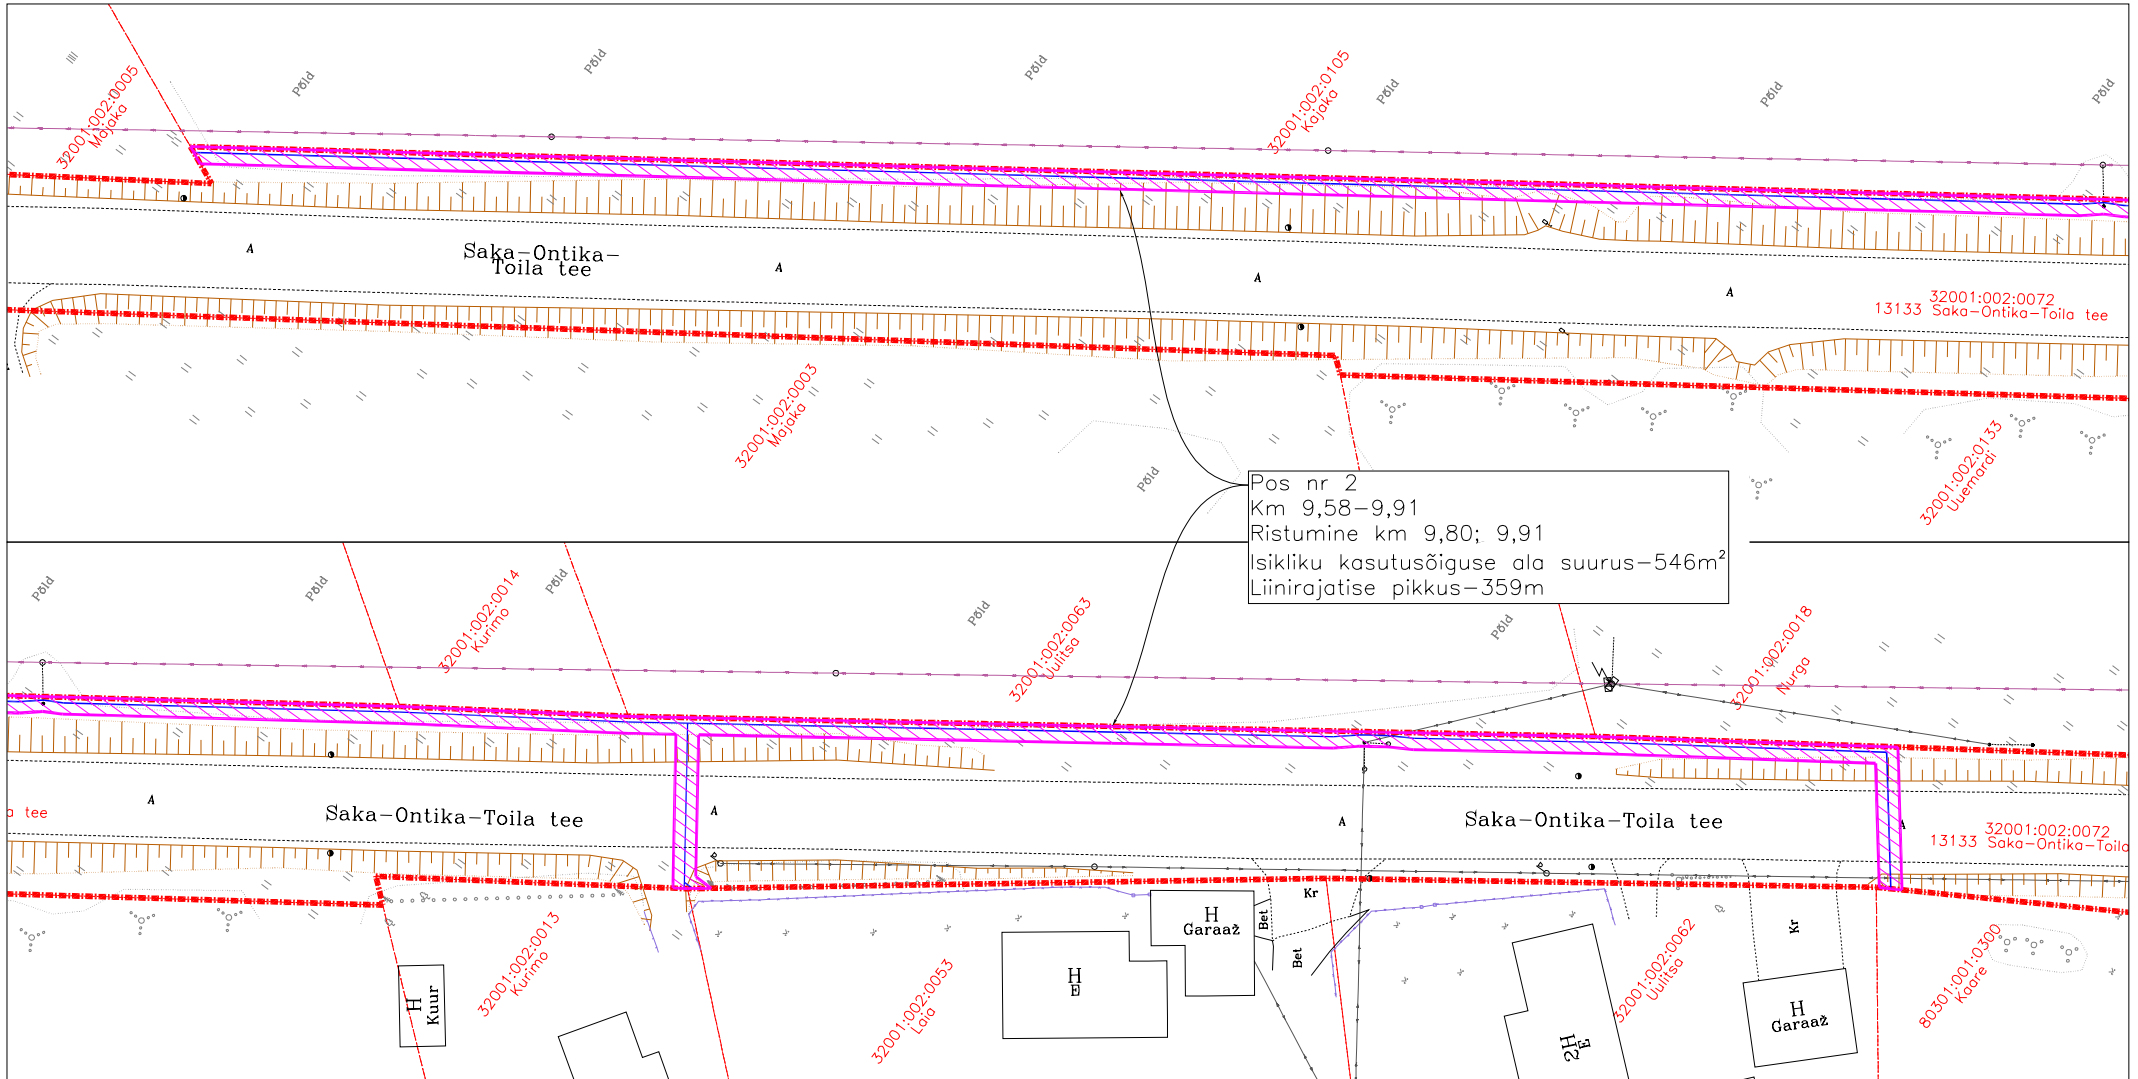 32001:002:0005
Majaka
Põld
Põld
Põld
32001:002:0105
Kajaka
Põld
Põld
Põld
Saka-Ontika-
Toila tee
A
A
A
A
32001:002:0072
13133 Saka-Ontika-Toila tee
32001:002:0003
Majaka
Põld
32001:002:0133
Uuemardi
Pos nr 2
Km 9,58-9,91
Ristumine km 9,80; 9,91
Isikliku kasutusõiguse ala suurus-546m²
Liinirajatise pikkus-359m
Põld
Põld
32001:002:0014
Kurimo
Põld
Põld
32001:002:0063
Uulitsa
Põld
32001:002:0018
Nurga
a tee
A
Saka-Ontika-Toila tee
A
A
Saka-Ontika-Toila tee
A
32001:002:0072
13133 Saka-Ontika-Toila
H
Kuur
32001:002:0013
Kurimo
32001:002:0053
Laia
H
E
H
Garaaž
Bet
Bet
Kr
2H
E
32001:002:0062
Uulitsa
Kr
H
Garaaž
80301:001:0300
Kaare